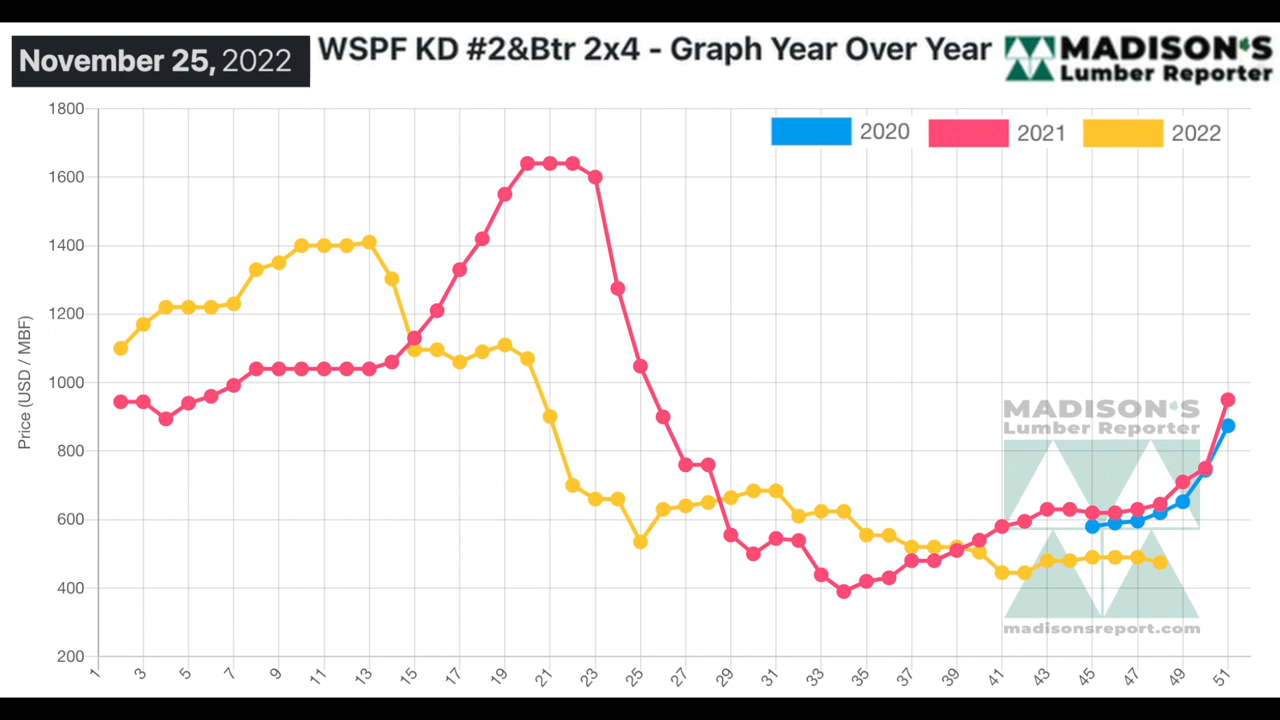 November 25, 2022
WSPF KD #2&Btr 2x4 - Graph Year Over Year
MADISON'S
Lumber Reporter
2020
2021
2022
1800
1600
1400
1200
1000
800
600
400
200
Price (USD / MBF)
MADISON'S
Lumber Reporter
madisonsreport.com
1 3 5 7 9 11 13 15 17 19 21 23 25 27 29 31 33 35 37 39 41 43 45 47 49 51